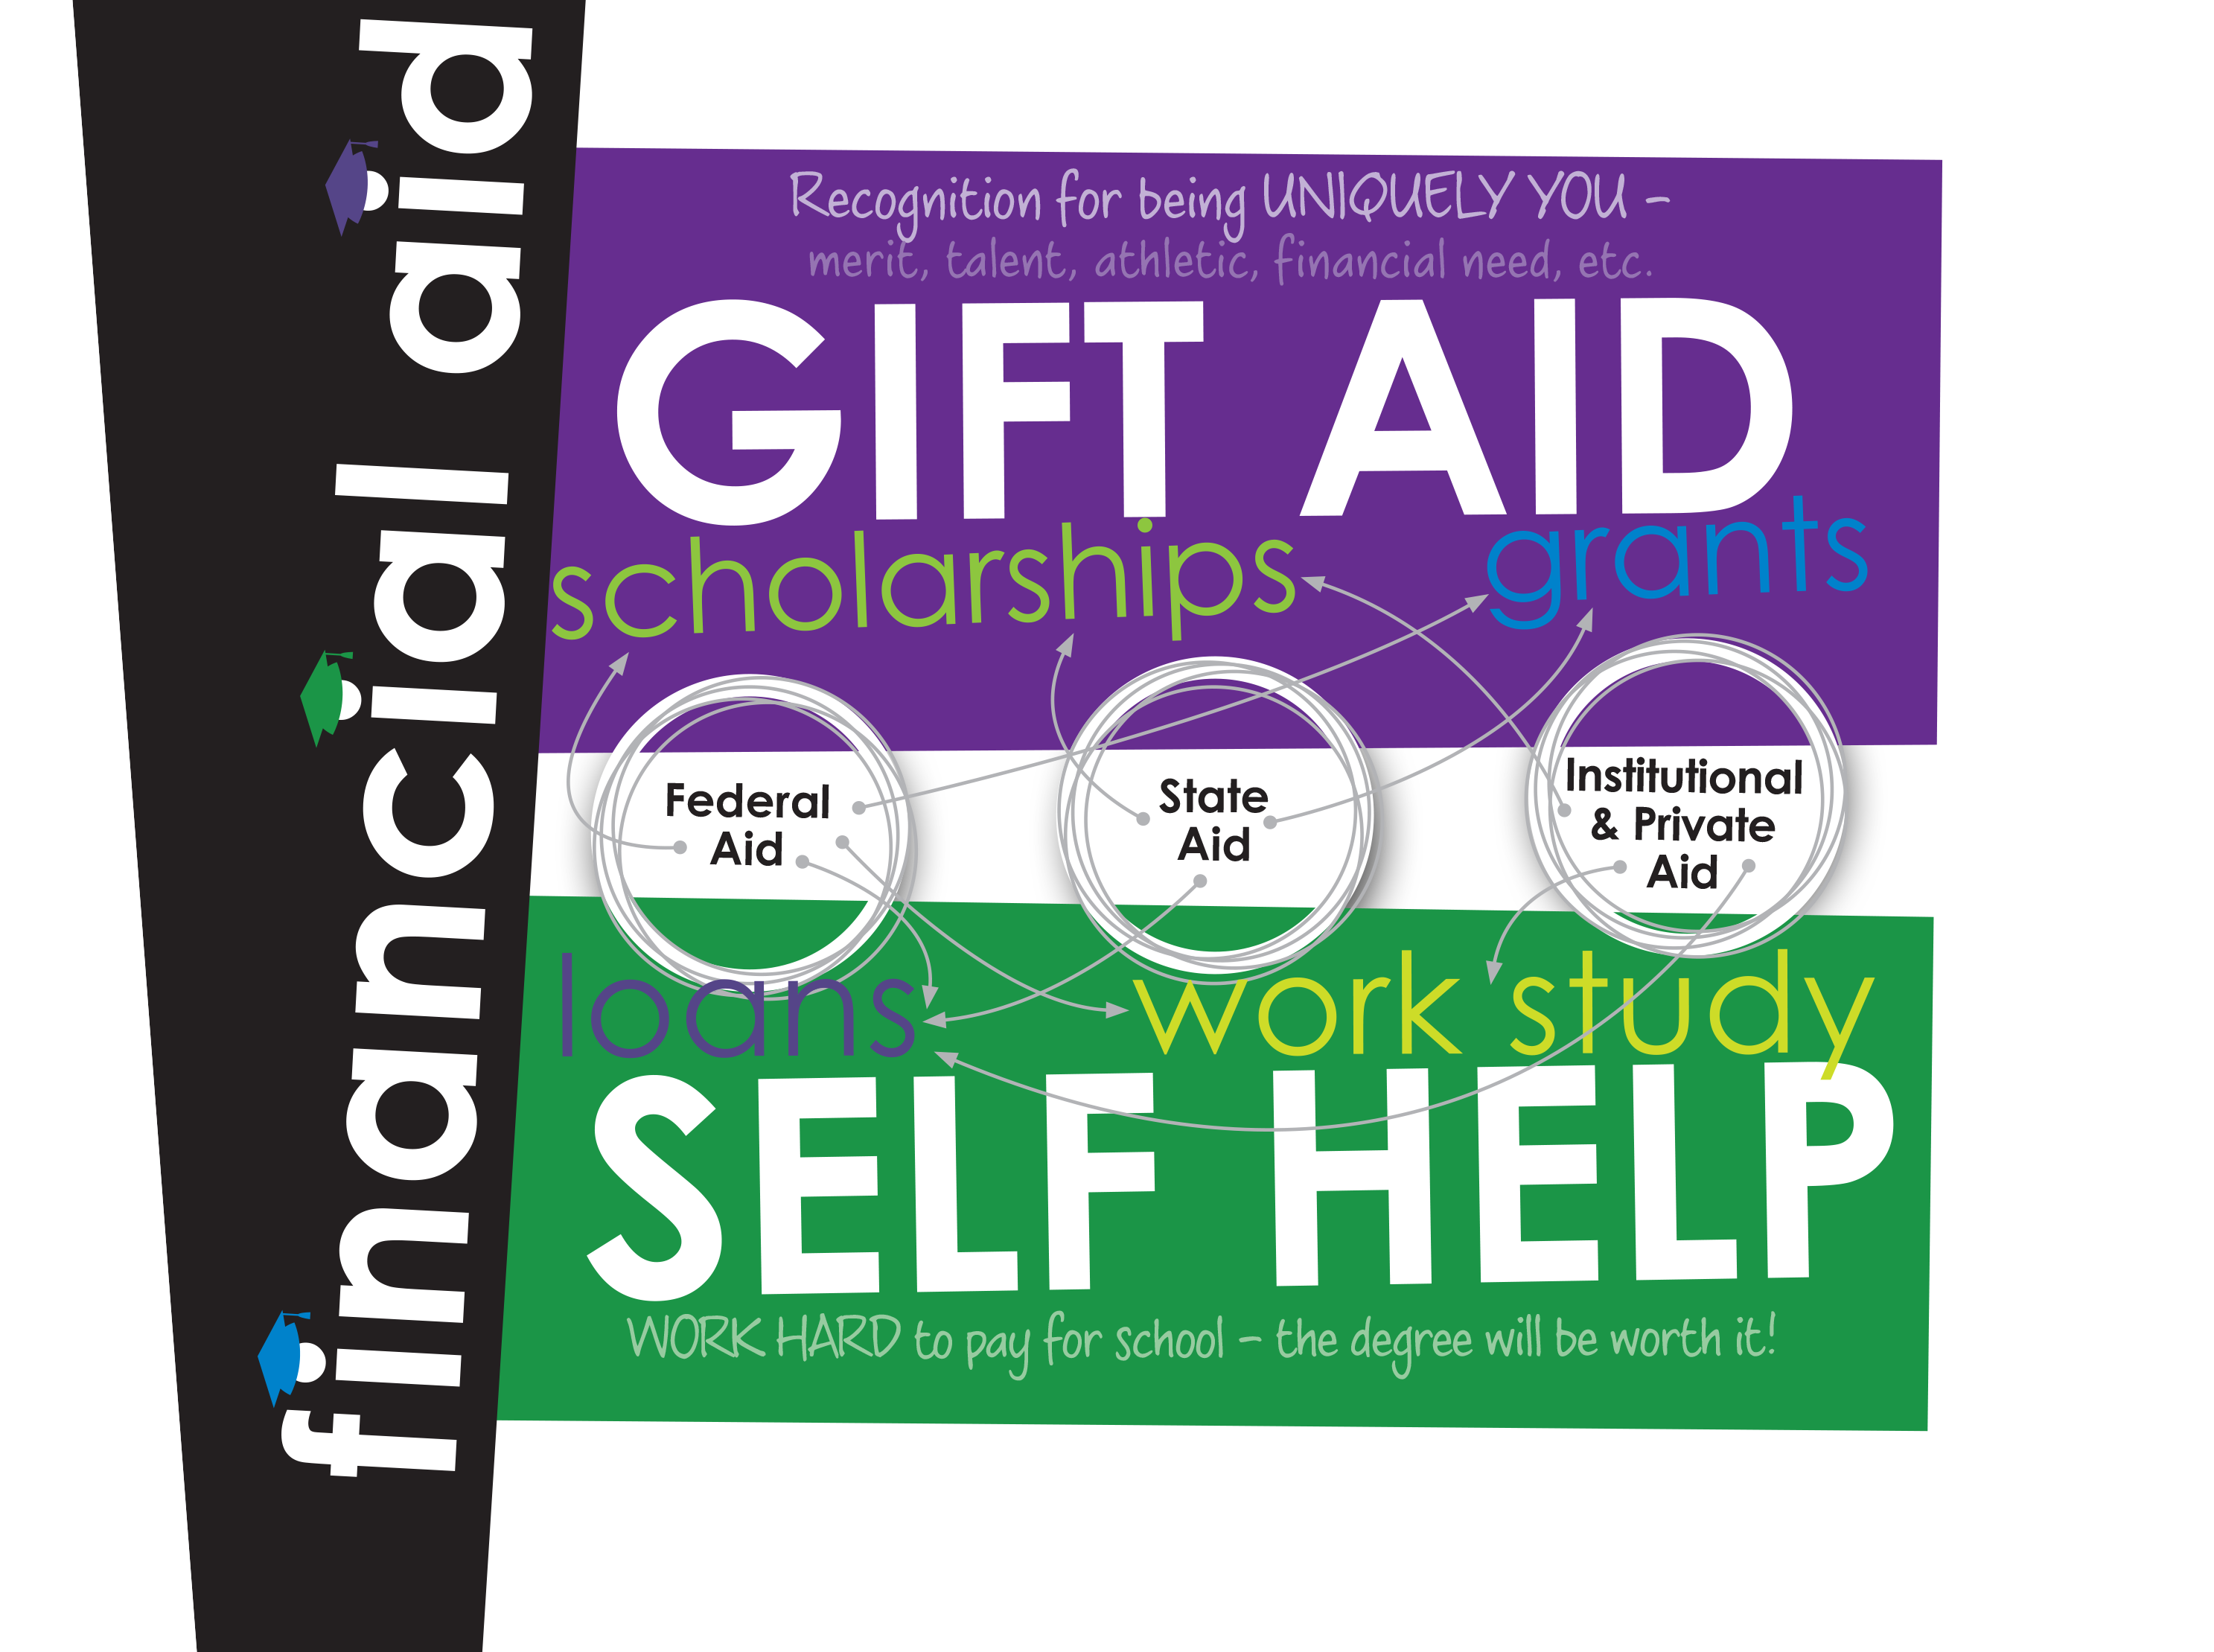 financial aid
Recognition for being UNIQUELY YOU -
merit, talent, athletic, financial need, etc.
GIFT AID
scholarships grants
Federal
Aid
State
Aid
Institutional
& Private
Aid
loans work study
SELF HELP
WORK HARD to pay for school - the degree will be worth it!